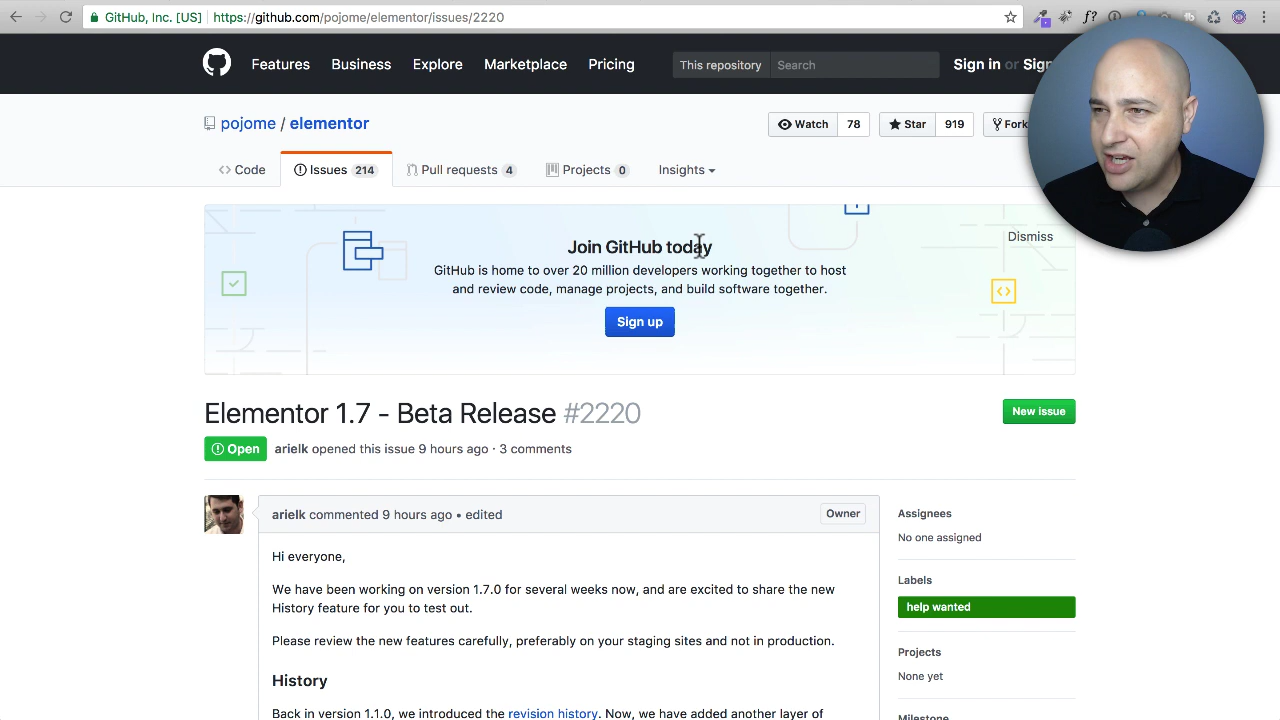 GitHub, Inc. [US] https://github.com/pojome/elementor/issues/2220
f?
Features Business Explore Marketplace Pricing This repository Search Sign in or Sign
pojome / elementor Watch 78 Star 919 Fork
Code Issues 214 Pull requests 4 Projects 0 Insights
Join GitHub today
Dismiss
GitHub is home to over 20 million developers working together to host
and review code, manage projects, and build software together.
Sign up
Elementor 1.7 - Beta Release #2220
New issue
Open arielk opened this issue 9 hours ago · 3 comments
arielk commented 9 hours ago • edited Owner
Hi everyone,
We have been working on version 1.7.0 for several weeks now, and are excited to share the new
History feature for you to test out.
Please review the new features carefully, preferably on your staging sites and not in production.
History
Back in version 1.1.0, we introduced the revision history. Now, we have added another layer of
Assignees
No one assigned
Labels
help wanted
Projects
None yet
Milestone